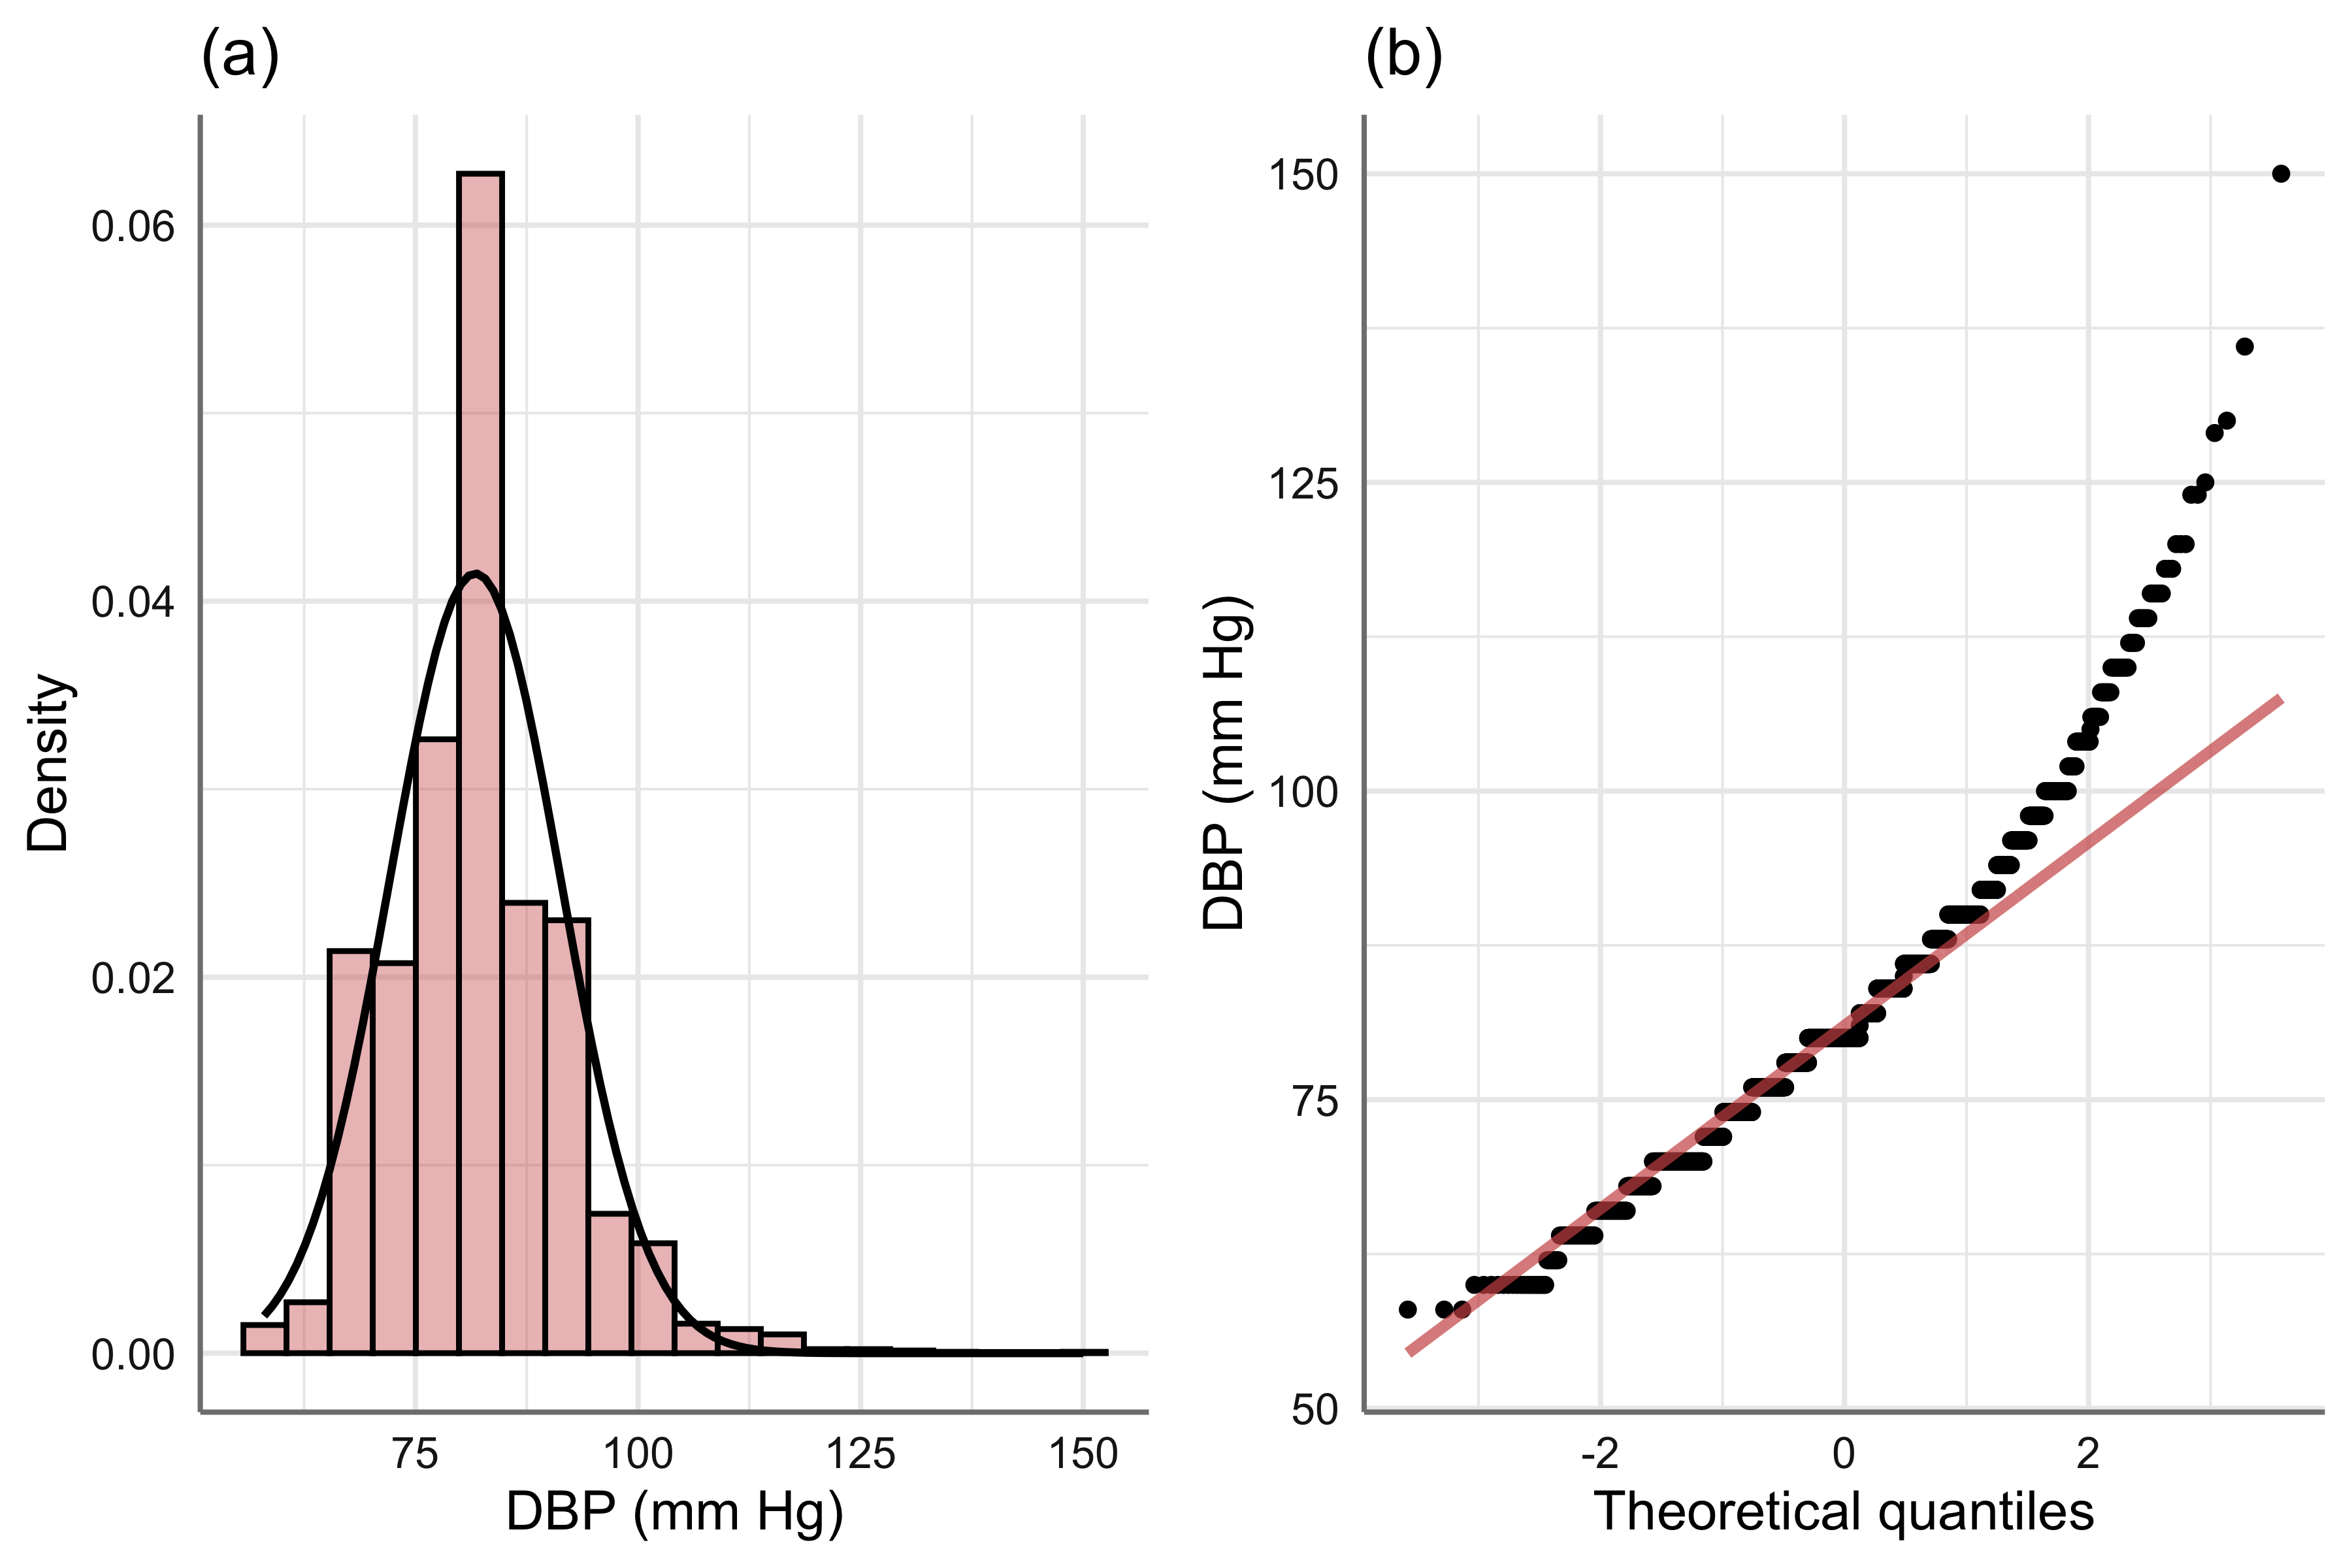 (a)
0.06
0.04
0.02
0.00
Density
75 100 125 150
DBP (mm Hg)
(b)
150
125
100
75
50
DBP (mm Hg)
-2 0 2
Theoretical quantiles